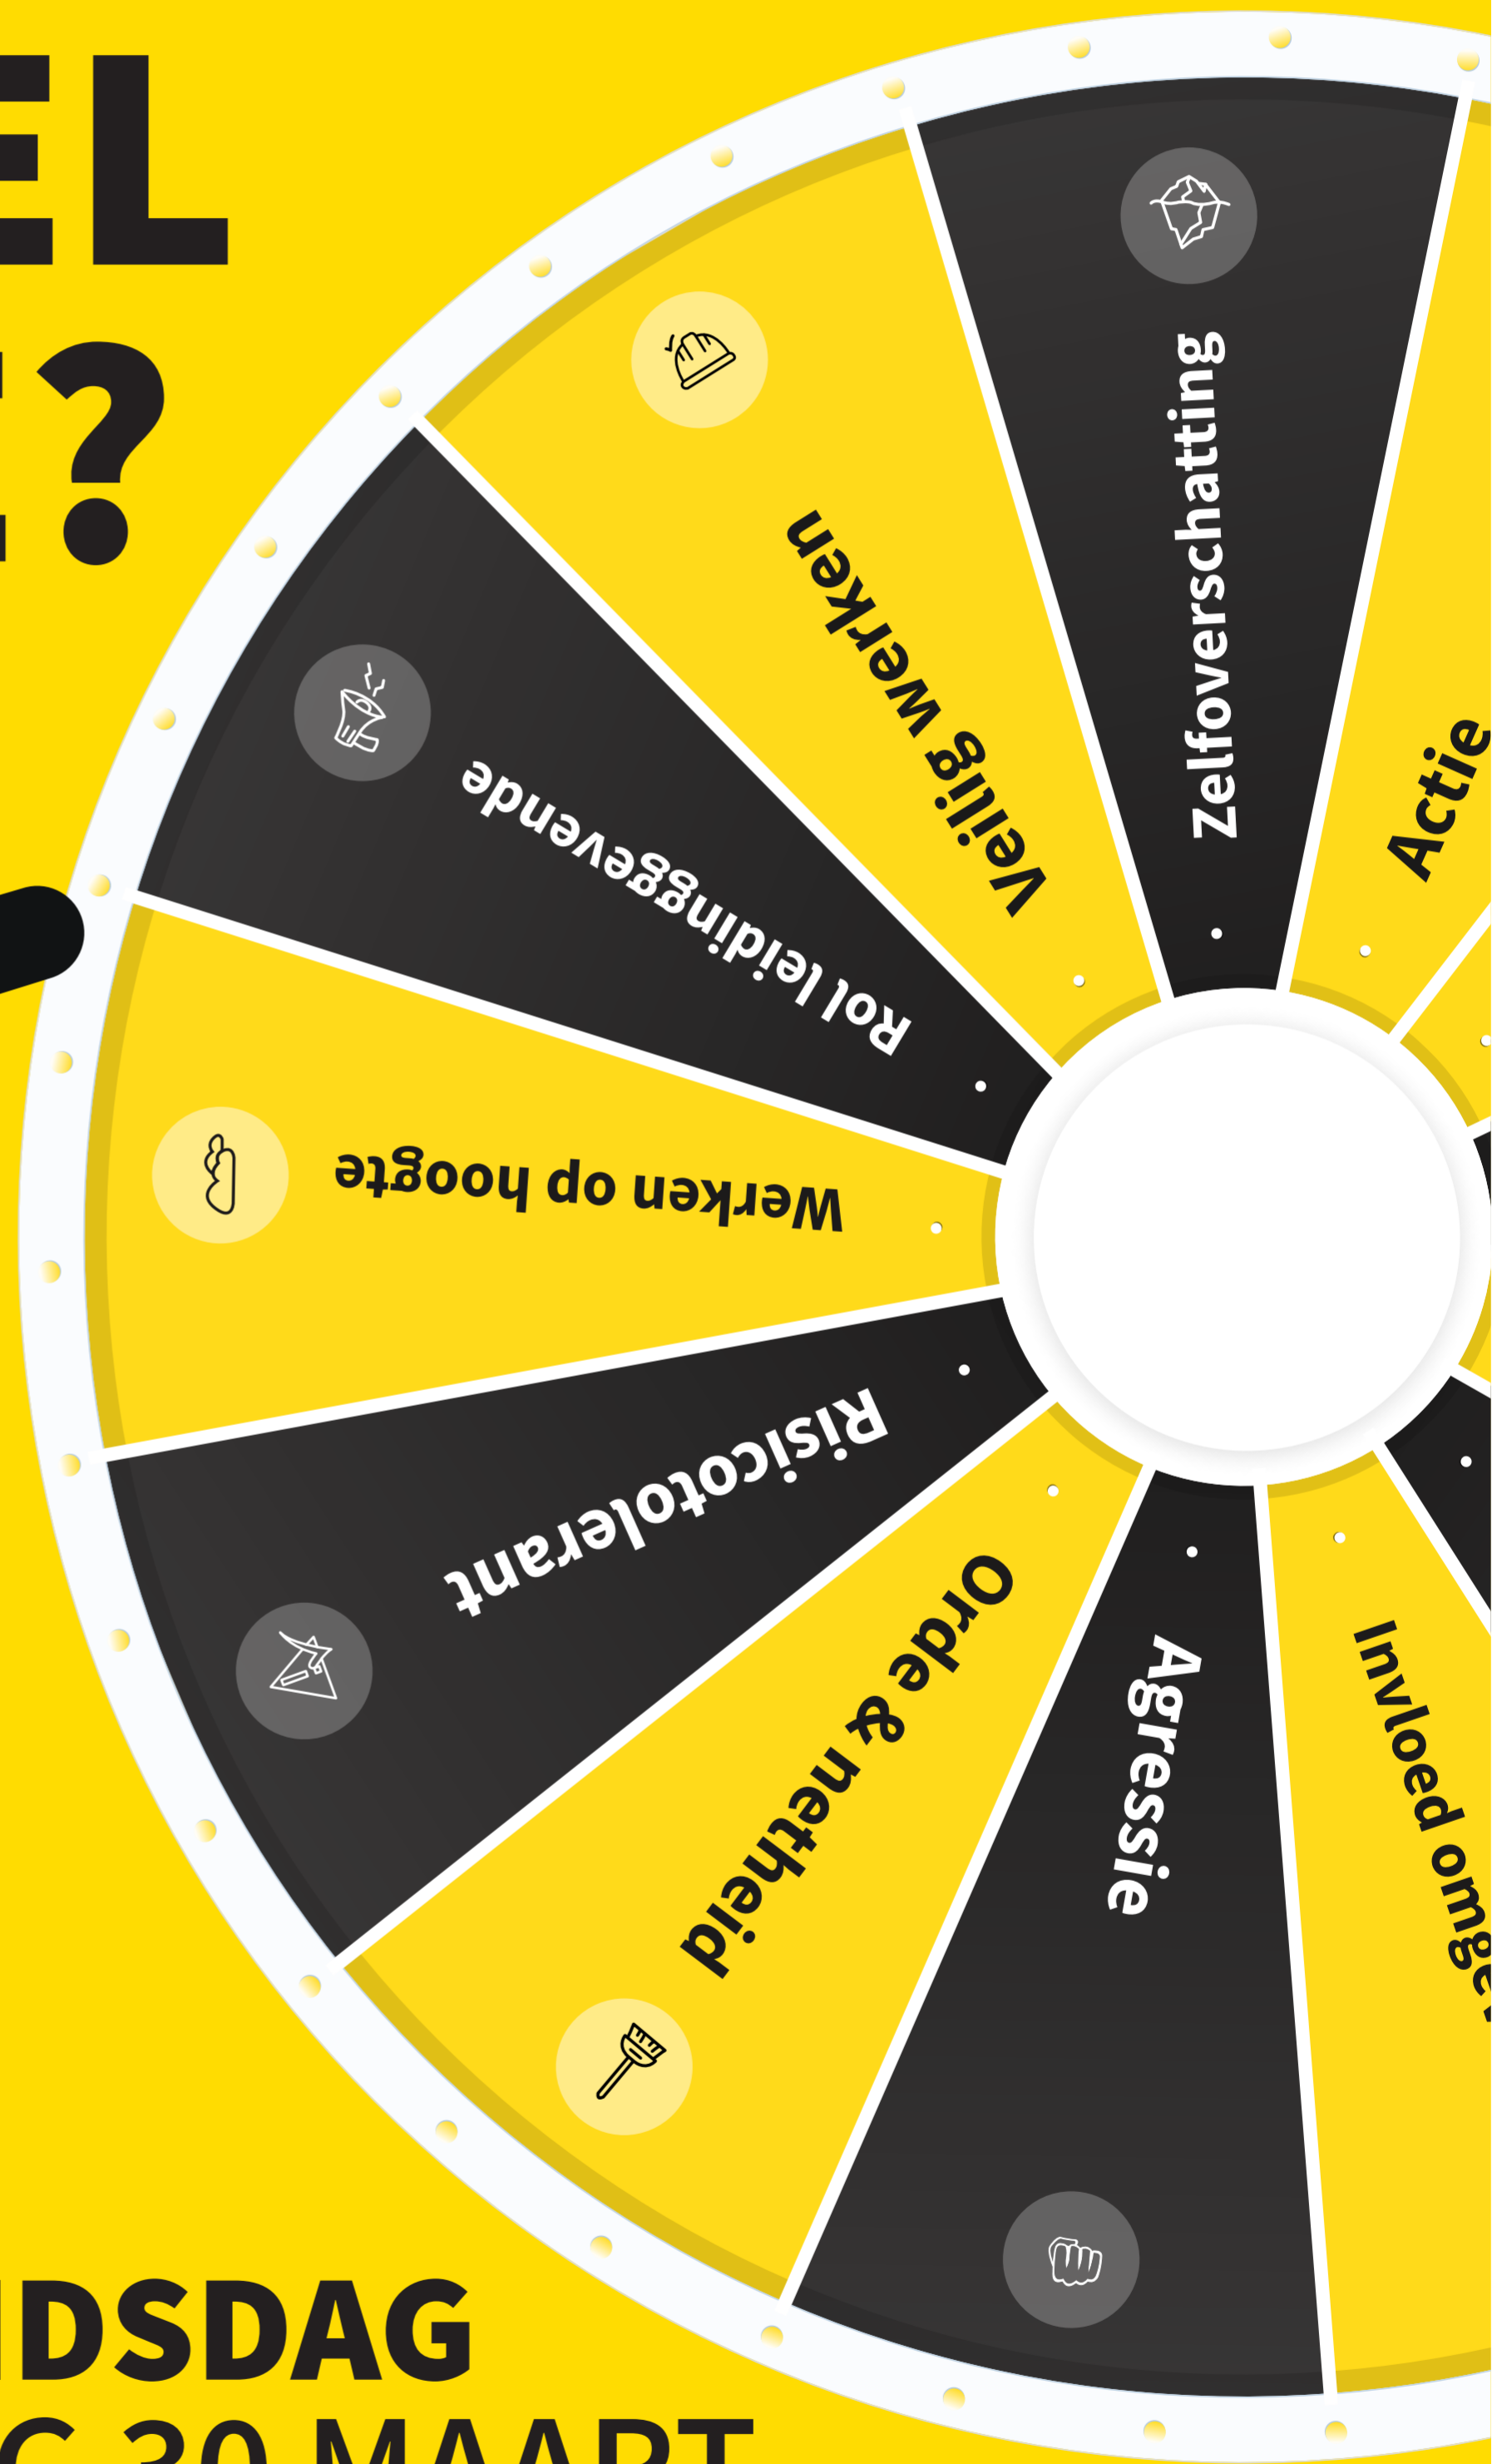 EL
?
Zelfoverschatting
Actie
Veilig werken
Rol leidinggevende
Werken op hoogte
Risicotolerant
Orde & netheid
Agressie
Invloed omge
DSDAG
30 MAART